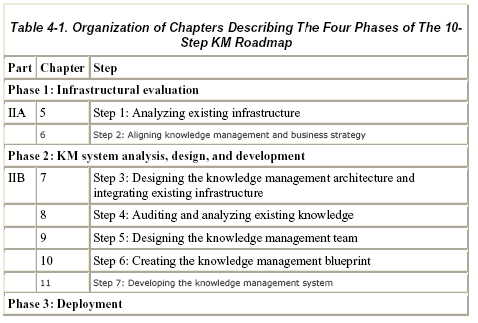 Table 4-1. Organization of Chapters Describing The Four Phases of The 10-
Step KM Roadmap
Part Chapter Step
Phase 1: Infrastructural evaluation
IIA 5 Step 1: Analyzing existing infrastructure
6 Step 2: Aligning knowledge management and business strategy
Phase 2: KM system analysis, design, and development
IIB 7 Step 3: Designing the knowledge management architecture and
integrating existing infrastructure
8 Step 4: Auditing and analyzing existing knowledge
9 Step 5: Designing the knowledge management team
10 Step 6: Creating the knowledge management blueprint
11 Step 7: Developing the knowledge management system
Phase 3: Deployment